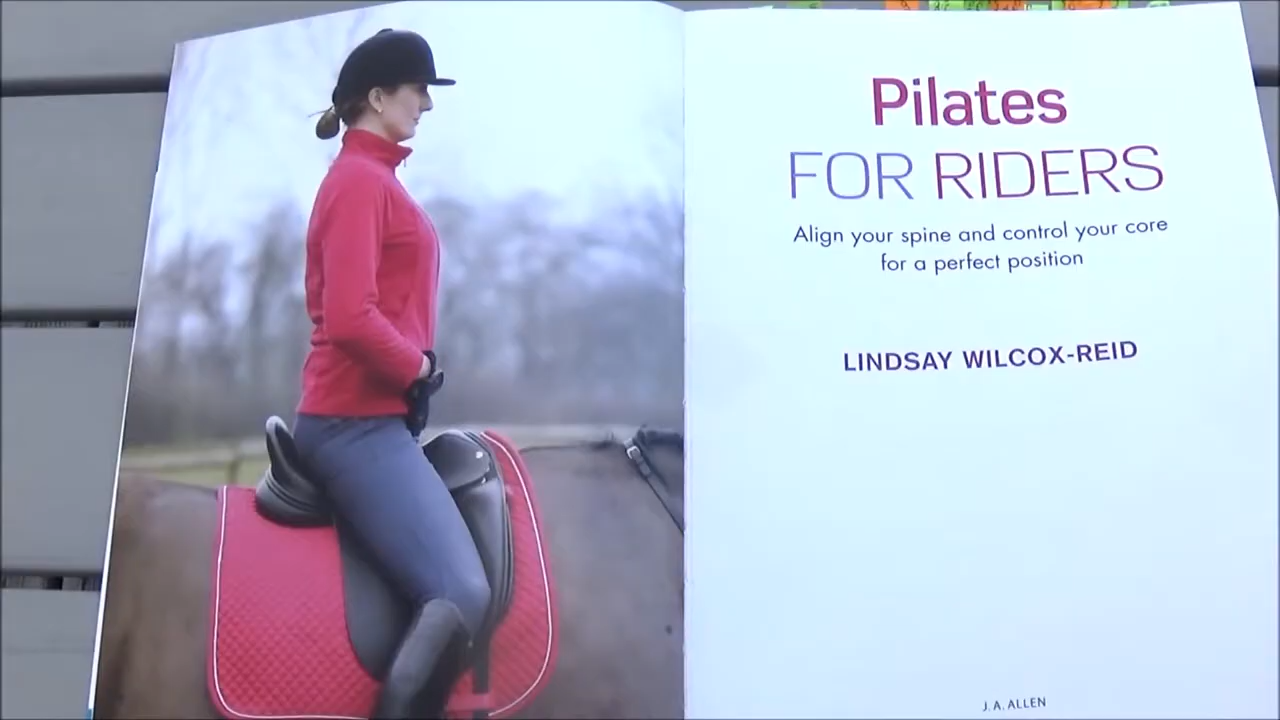 Pilates
FOR RIDERS
Align your spine and control your core
for a perfect position
LINDSAY WILCOX-REID
J. A. ALLEN